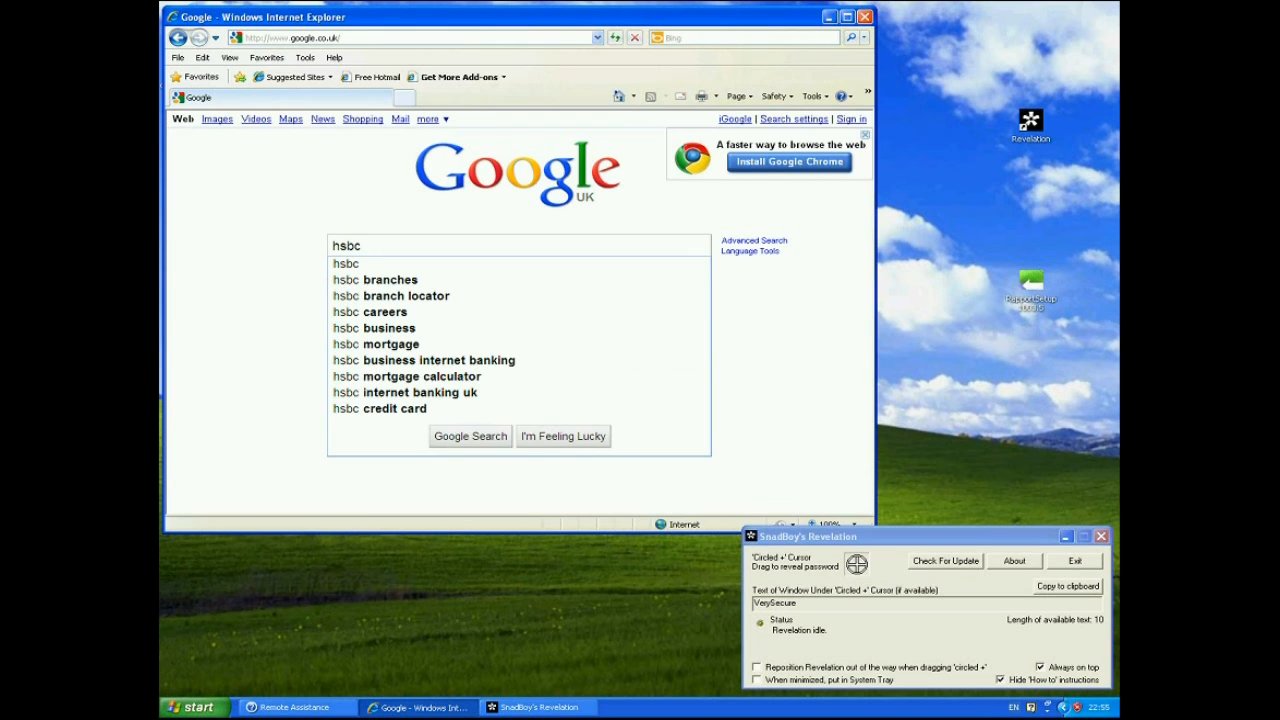 Google - Windows Internet Explorer
http://www.google.co.uk/
Bing
File Edit View Favorites Tools Help
Favorites Suggested Sites Free Hotmail Get More Add-ons
Google
Page Safety Tools
Web Images Videos Maps News Shopping Mail more
iGoogle | Search settings | Sign in
A faster way to browse the web
Install Google Chrome
Google
UK
hsbc
Advanced Search
Language Tools
hsbc
hsbc branches
hsbc branch locator
hsbc careers
hsbc business
hsbc mortgage
hsbc business internet banking
hsbc mortgage calculator
hsbc internet banking uk
hsbc credit card
Google Search I'm Feeling Lucky
Internet
100%
Revelation
RapportSetup
SnadBoy's Revelation
'Circled +' Cursor
Drag to reveal password
Check For Update About Exit
Copy to clipboard
Text of Window Under 'Circled +' Cursor (if available)
VerySecure
Status
Revelation idle.
Length of available text: 10
Reposition Revelation out of the way when dragging 'circled +'
Always on top
When minimized, put in System Tray
Hide 'How to' instructions
start Remote Assistance Google - Windows Int... SnadBoy's Revelation EN 22:55